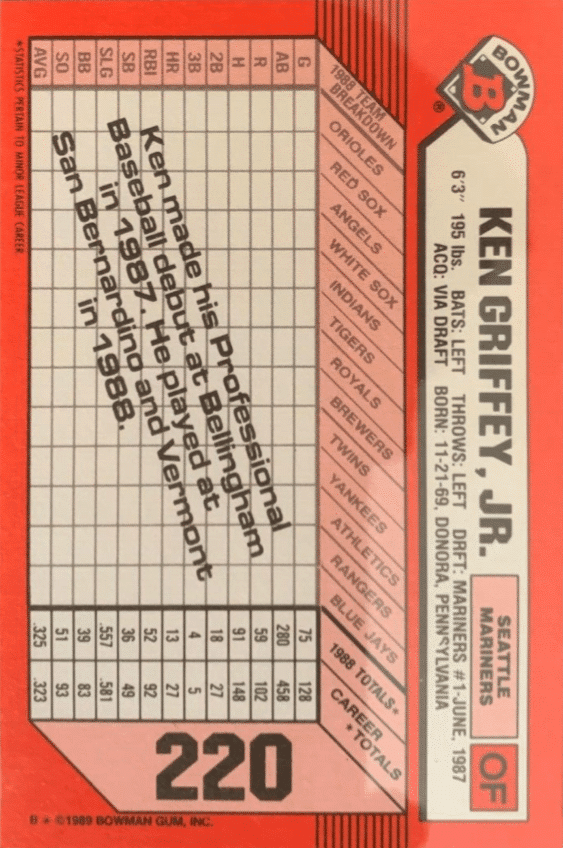 BOWMAN
B
®
KEN GRIFFEY, JR.
SEATTLE
MARINERS
OF
6'3" 195 lbs. BATS: LEFT THROWS: LEFT DRFT: MARINERS #1-JUNE, 1987
ACQ: VIA DRAFT BORN: 11-21-69, DONORA, PENNSYLVANIA
1988 TEAM
BREAKDOWN
ORIOLES
RED SOX
ANGELS
WHITE SOX
INDIANS
TIGERS
ROYALS
BREWERS
TWINS
YANKEES
ATHLETICS
RANGERS
BLUE JAYS
1988 TOTALS*
CAREER
* TOTALS
G 75 128
AB 280 458
R 59 102
H 91 148
2B 18 27
3B 4 5
HR 13 27
RBI 52 92
SB 36 49
SLG .557 .581
BB 39 83
SO 51 93
AVG .325 .323
Ken made his Professional
Baseball debut at Bellingham
in 1987. He played at
San Bernardino and Vermont
in 1988.
220
*STATISTICS PERTAIN TO MINOR LEAGUE CAREER
B * ©1989 BOWMAN GUM, INC.